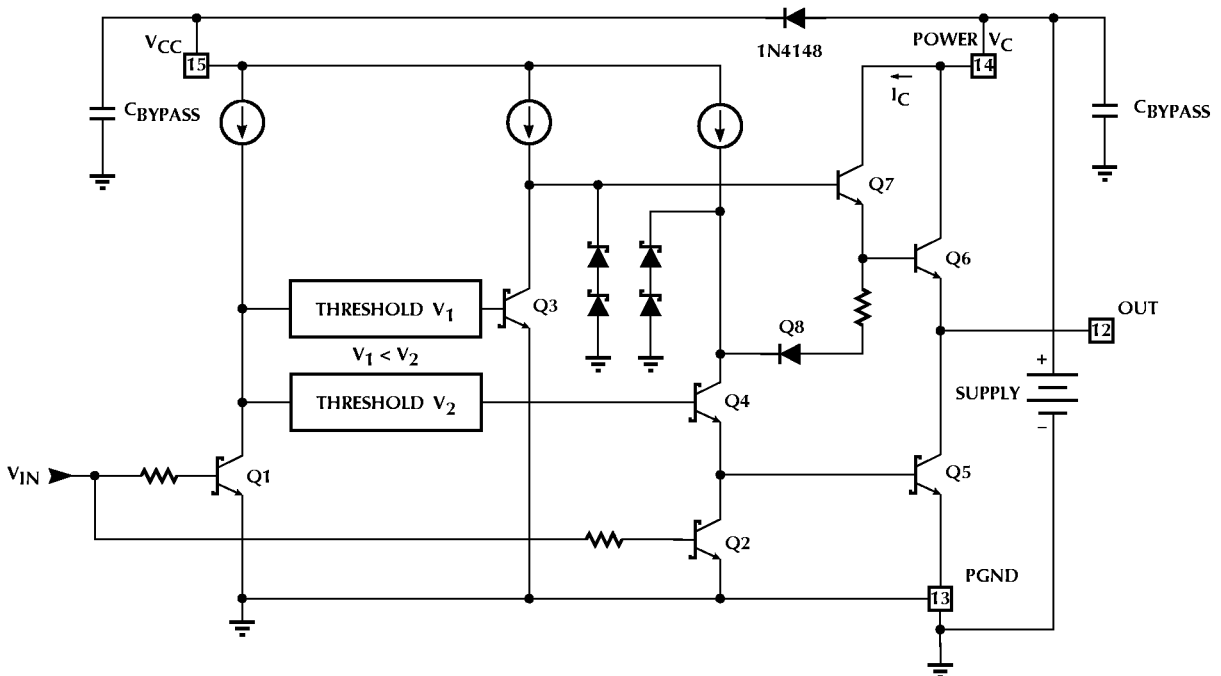 VCC
15
1N4148
POWER VC
14
CBYPASS
IC
CBYPASS
Q7
Q6
THRESHOLD V1
Q3
V1 < V2
Q8
OUT
12
THRESHOLD V2
Q4
+
SUPPLY
−
VIN
Q1
Q5
Q2
PGND
13